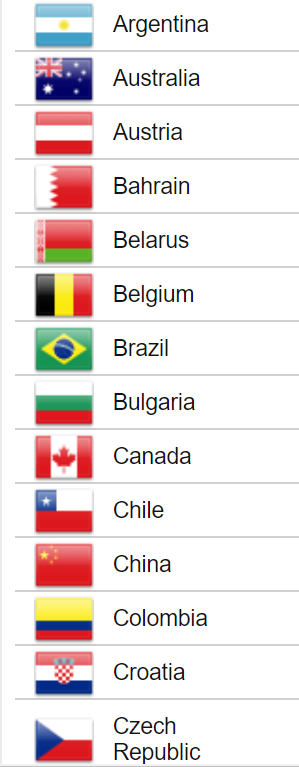 Argentina
Australia
Austria
Bahrain
Belarus
Belgium
Brazil
Bulgaria
Canada
Chile
China
Colombia
Croatia
Czech
Republic